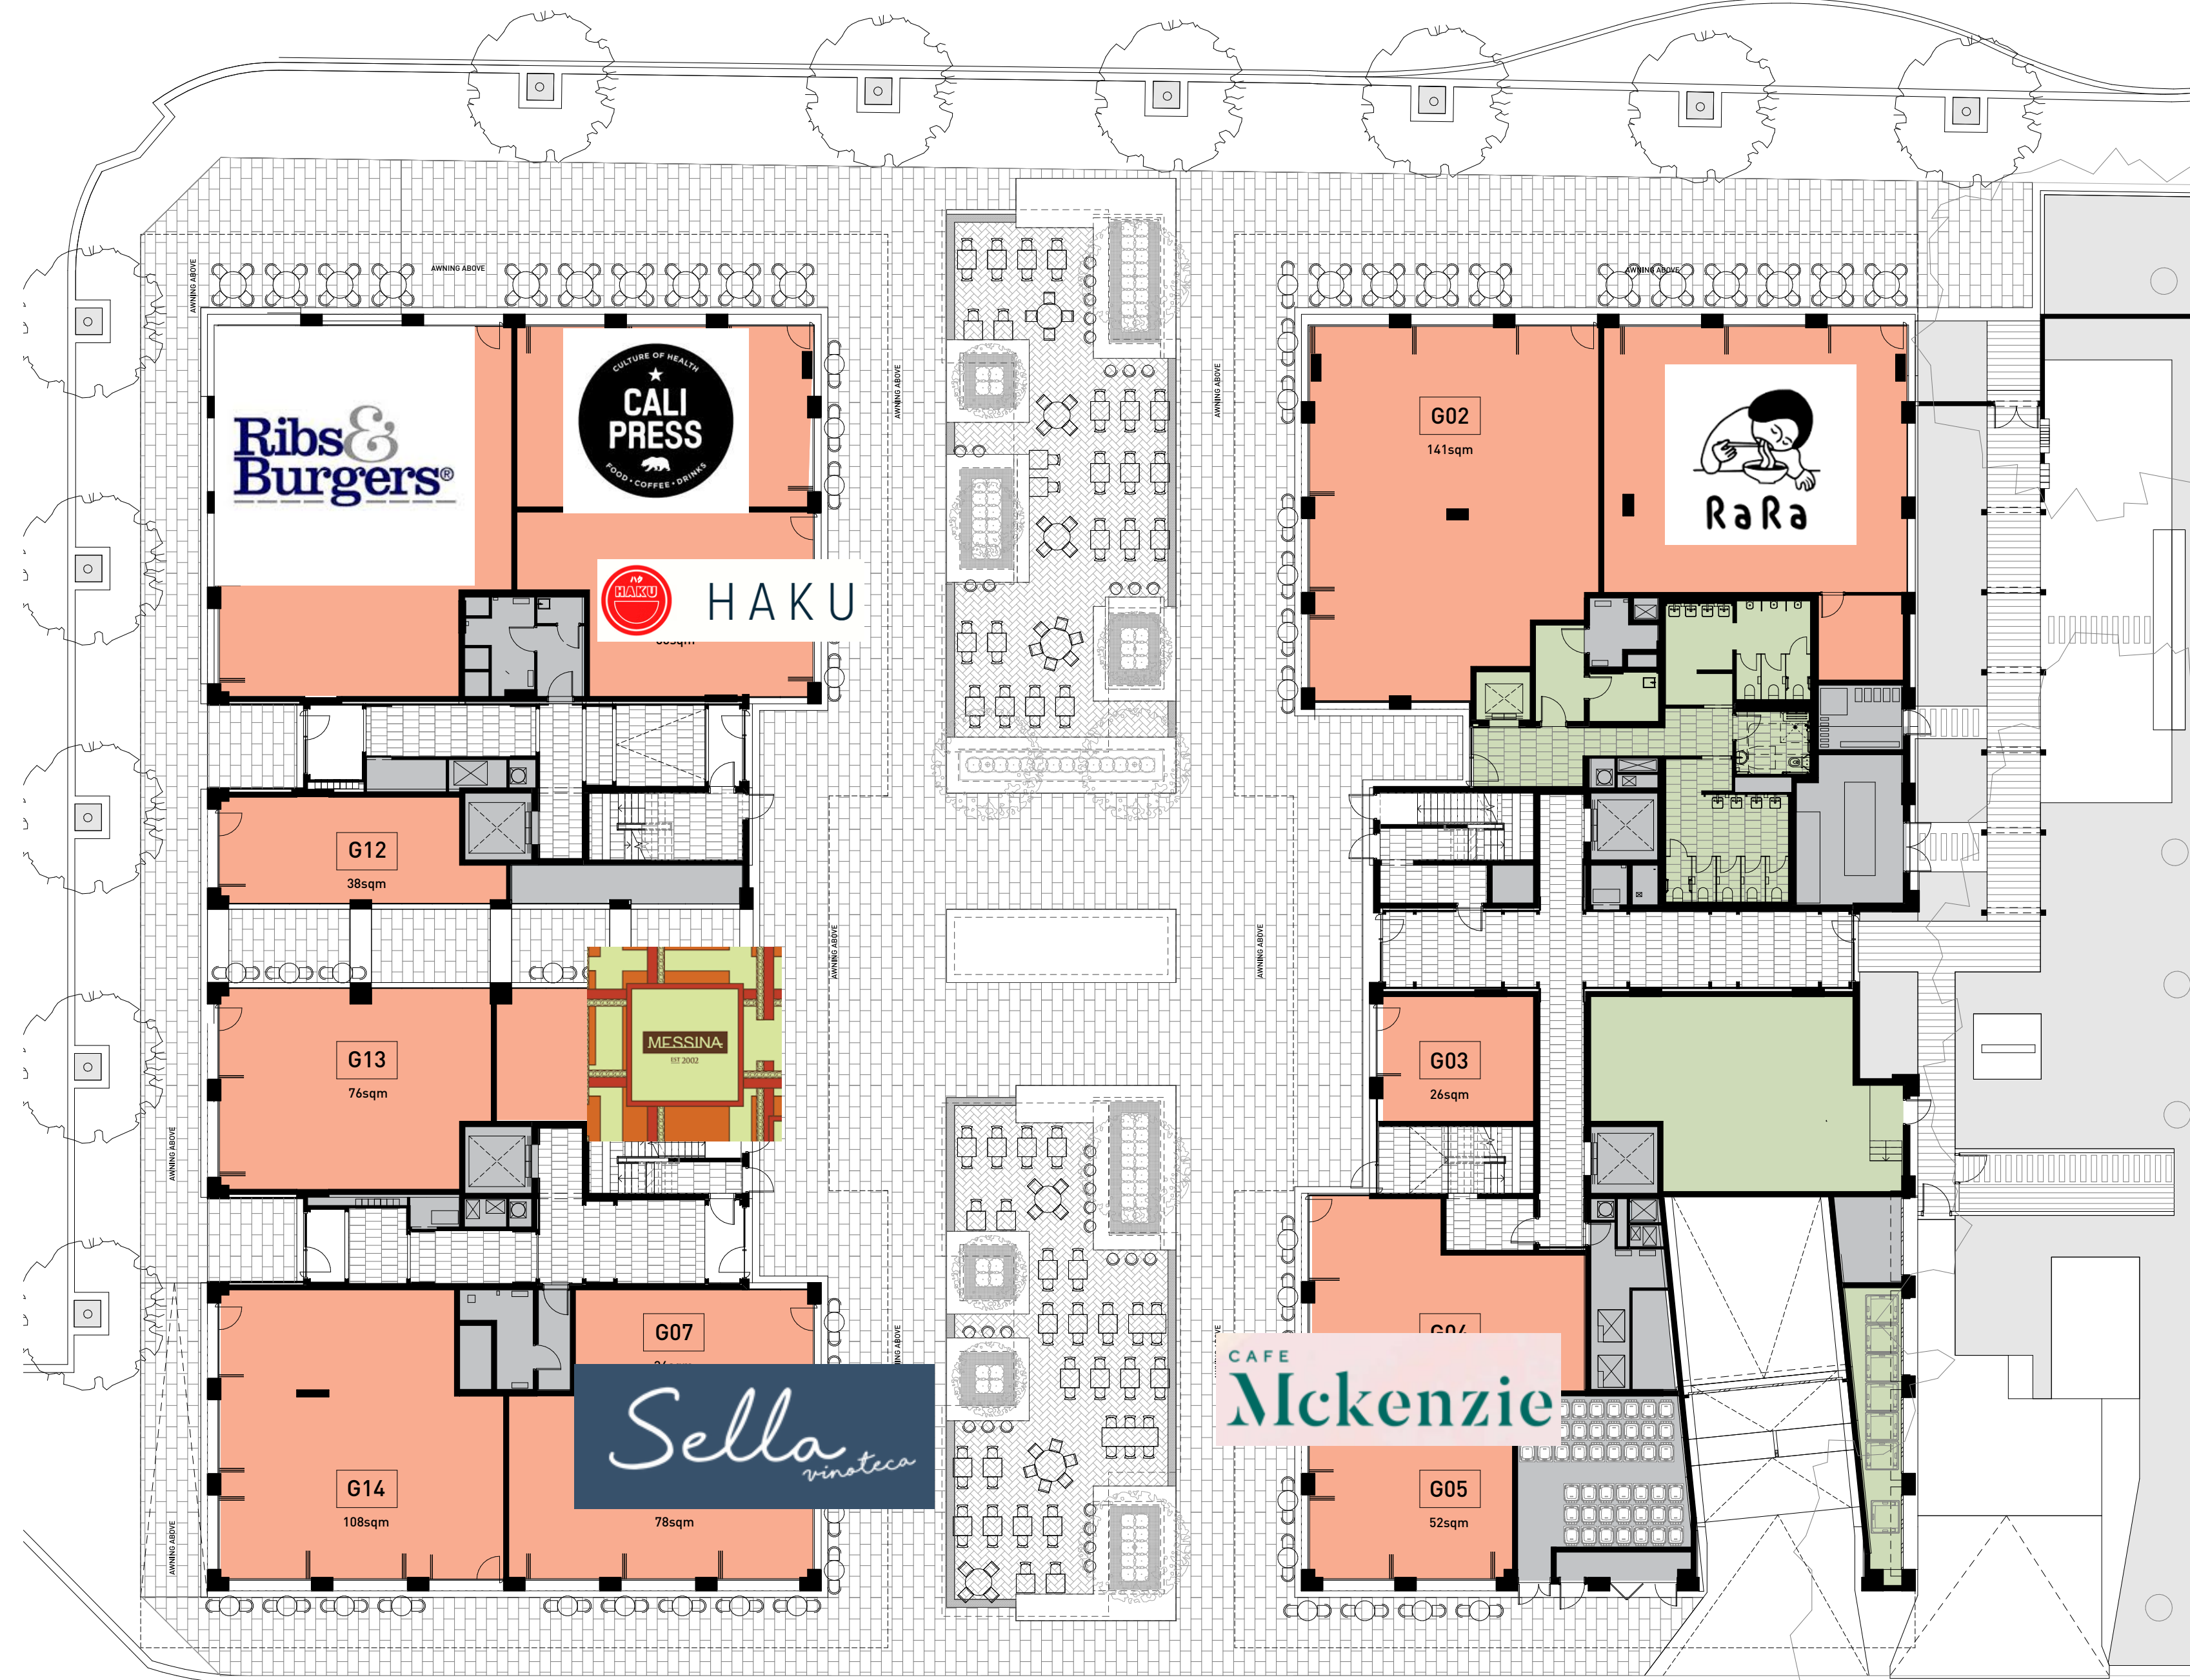 AWNING ABOVE
AWNING ABOVE
AWNING ABOVE
Ribs&
Burgers®
CULTURE OF HEALTH
CALI
PRESS
FOOD • COFFEE • DRINKS
AWNING ABOVE
AWNING ABOVE
G02
141sqm
RaRa
HAKU
HAKU
G12
38sqm
AWNING ABOVE
AWNING ABOVE
MESSINA
EST 2002
G13
76sqm
G03
26sqm
AWNING ABOVE
G07
G04
CAFE
Mckenzie
Sella
vinoteca
G14
108sqm
78sqm
G05
52sqm
AWNING ABOVE